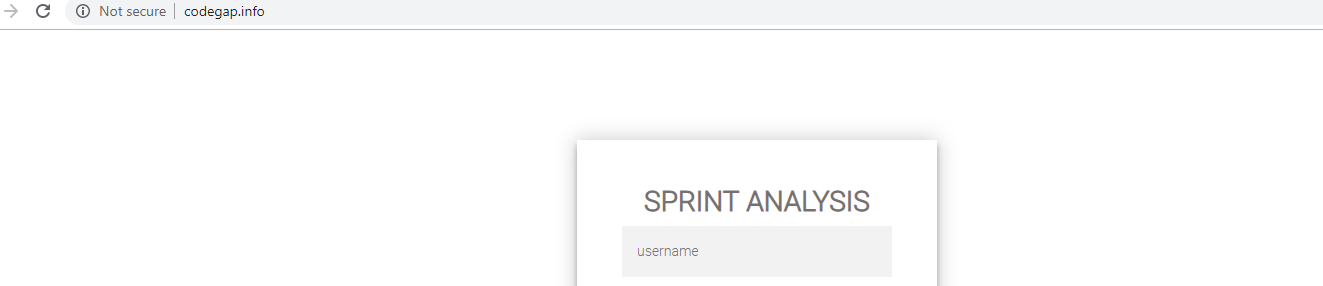 Not secure | codegap.info
SPRINT ANALYSIS
username